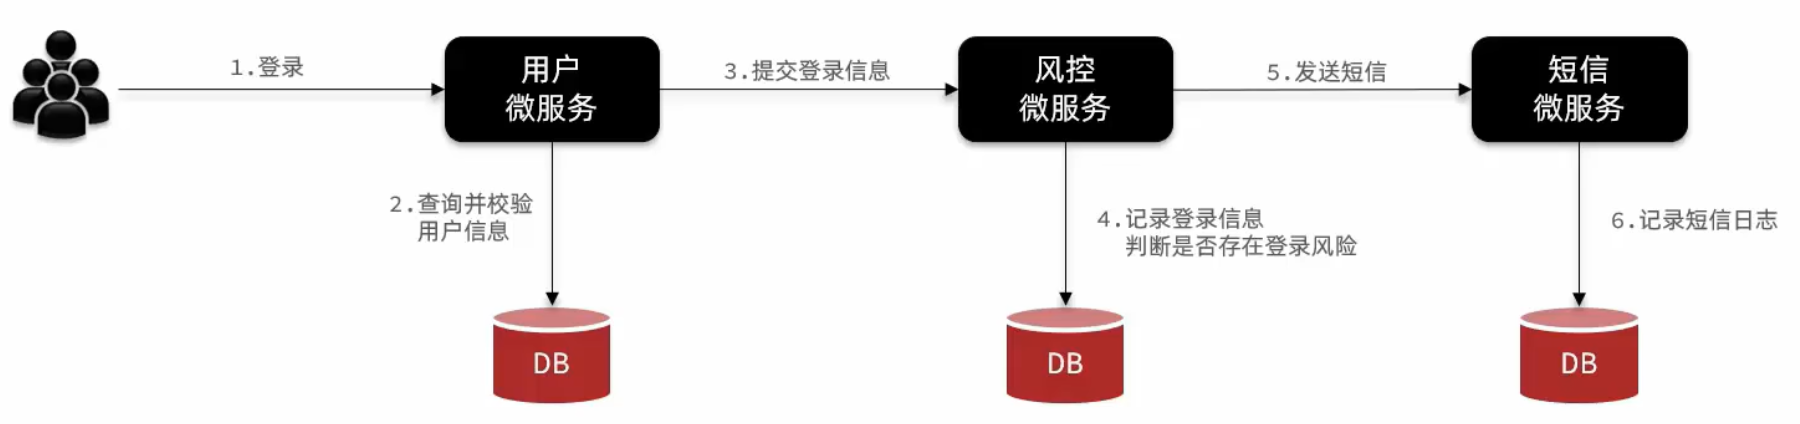 1.登录
用户
微服务
3.提交登录信息
风控
微服务
5.发送短信
短信
微服务
2.查询并校验
用户信息
4.记录登录信息
判断是否存在登录风险
6.记录短信日志
DB
DB
DB